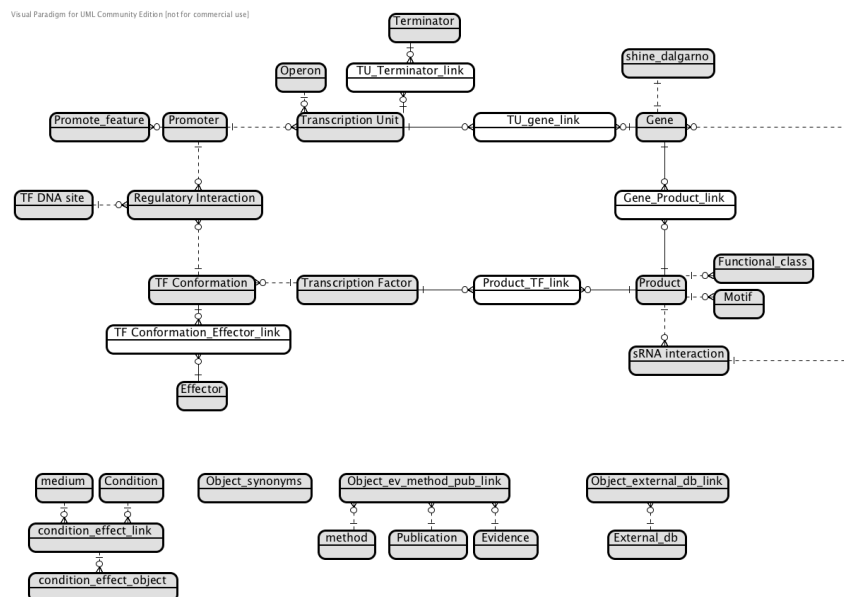 Visual Paradigm for UML Community Edition [not for commercial use]
Terminator
shine_dalgarno
Operon
TU_Terminator_link
Promote_feature
Promoter
Transcription Unit
TU_gene_link
Gene
TF DNA site
Regulatory Interaction
Gene_Product_link
Functional_class
TF Conformation
Transcription Factor
Product_TF_link
Product
Motif
TF Conformation_Effector_link
sRNA interaction
Effector
medium
Condition
Object_synonyms
Object_ev_method_pub_link
Object_external_db_link
condition_effect_link
method
Publication
Evidence
External_db
condition_effect_object